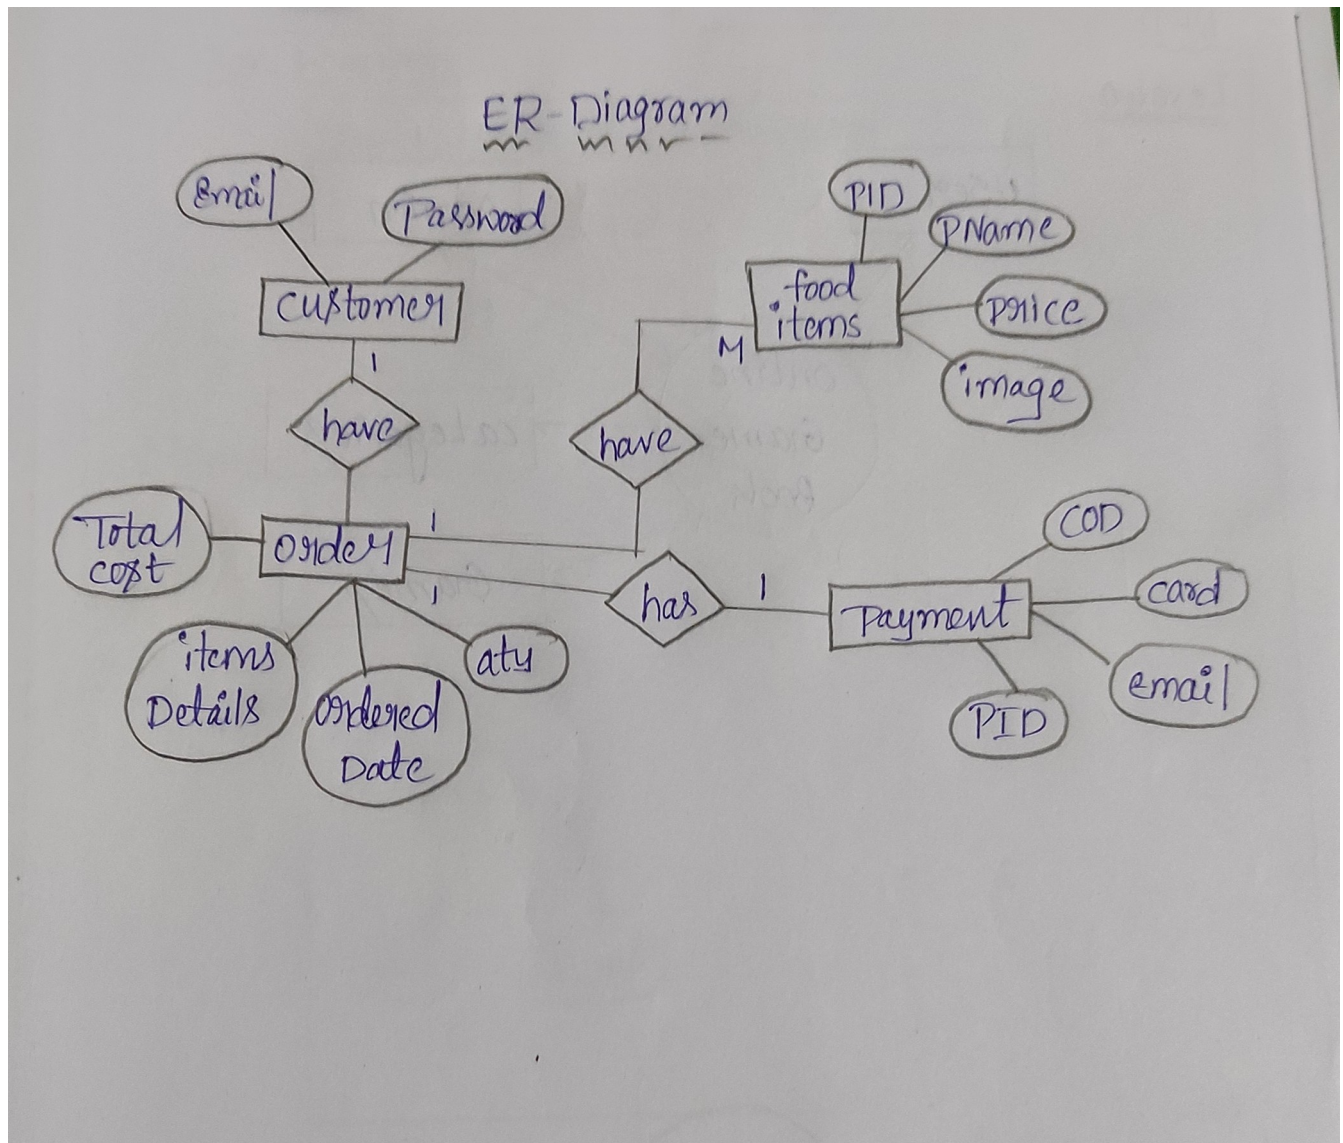 ER-Diagram
Email
Password
customer
1
have
PID
PName
price
image
food
items
M
have
Total
cost
order
1
1
items
Details
ordered
Date
aty
has
1
payment
COD
card
email
PID